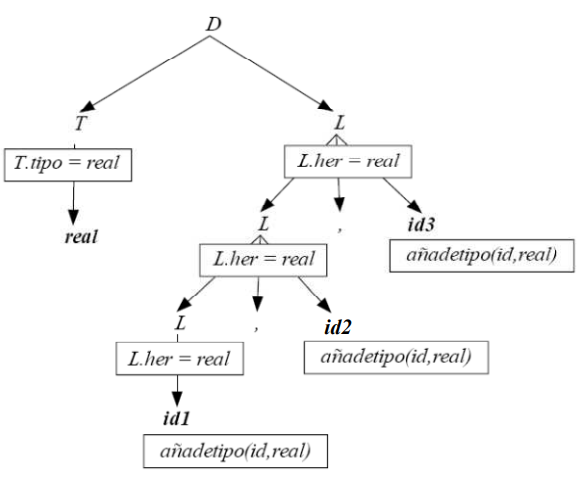 D
T
L
T.tipo = real
L.her = real
real
L
,
id3
L.her = real
añadetipo(id,real)
L
,
id2
L.her = real
añadetipo(id,real)
id1
añadetipo(id,real)